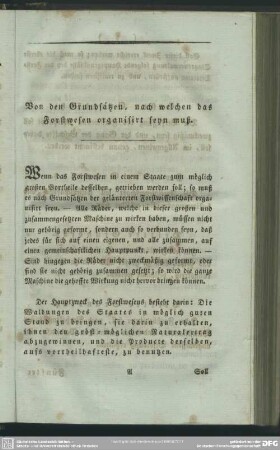 Von den Grundsätzen, nach welchen das
Forstwesen organisirt seyn muß.
Wenn das Forstwesen in einem Staate zum möglich
größten Vortheile desselben, getrieben werden soll; so muß
es nach Grundsätzen der geläuterten Forstwissenschaft orga-
nisirt seyn. — Alle Räder, welche in dieser großen und
zusammengesetzten Maschine zu wirken haben, müssen nicht
nur gehörig geformt, sondern auch so verbunden seyn, daß
jedes für sich auf einen eigenen, und alle zusammen, auf
einen gemeinschaftlichen Hauptpunkt, wirken können. —
Sind hingegen die Räder nicht zweckmäßig geformt, oder
sind sie nicht gehörig zusammen gesetzt; so wird die ganze
Maschine die gehoffte Wirkung nicht hervor bringen können.
Der Hauptzweck des Forstwesens besteht darin: Die
Waldungen des Staates in möglich guten
Stand zu bringen, sie darin zu erhalten,
ihnen den größt-möglichen Naturalertrag
abzugewinnen, und die Producte derselben,
aufs vortheilhafteste, zu benutzen.
A Soll